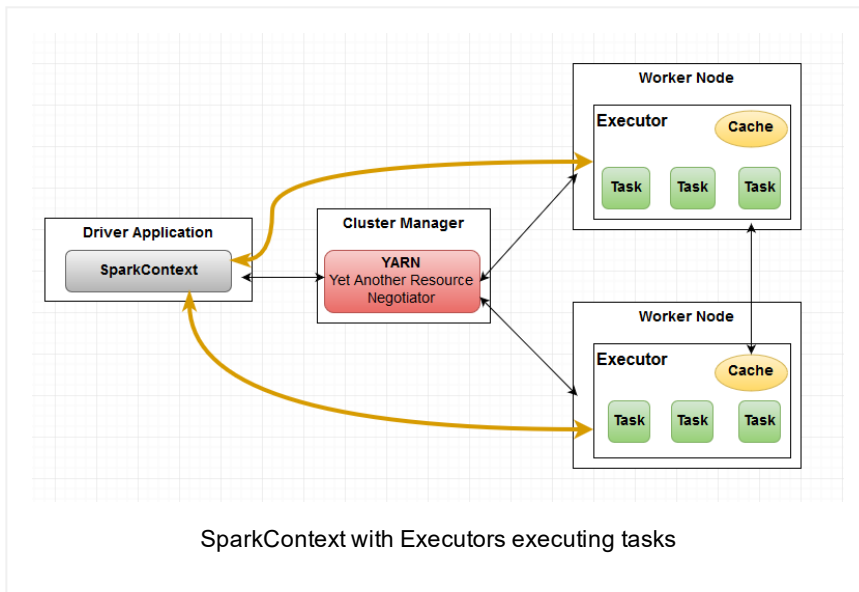 Worker Node
Executor
Cache
Task Task Task
Driver Application
SparkContext
Cluster Manager
YARN
Yet Another Resource
Negotiator
Worker Node
Executor
Cache
Task Task Task
SparkContext with Executors executing tasks